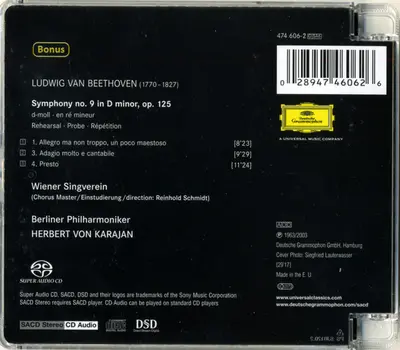 Bonus
474 606-2
0 28947 46062 6
LUDWIG VAN BEETHOVEN (1770 - 1827)
Symphony no. 9 in D minor, op. 125
d-moll · en ré mineur
Rehearsal · Probe · Répétition
1. Allegro ma non troppo, un poco maestoso [8'23]
3. Adagio molto e cantabile [9'29]
4. Presto [11'24]
Deutsche
Grammophon
A UNIVERSAL MUSIC COMPANY
Wiener Singverein
(Chorus Master/Einstudierung/direction: Reinhold Schmidt)
Berliner Philharmoniker
HERBERT VON KARAJAN
ADD
Ⓟ 1963/2003
Deutsche Grammophon GmbH, Hamburg
Cover Photo: Siegfried Lauterwasser
Made in the E. U.
SUPER AUDIO CD
Super Audio CD, SACD, DSD and their logos are trademarks of the Sony Music Corporation
SACD Stereo requires SACD player. CD Audio can be played on standard CD players
www.universalclassics.com
www.deutschegrammophon.com/sacd
SACD Stereo CD Audio
DSD
Direct Stream Digital